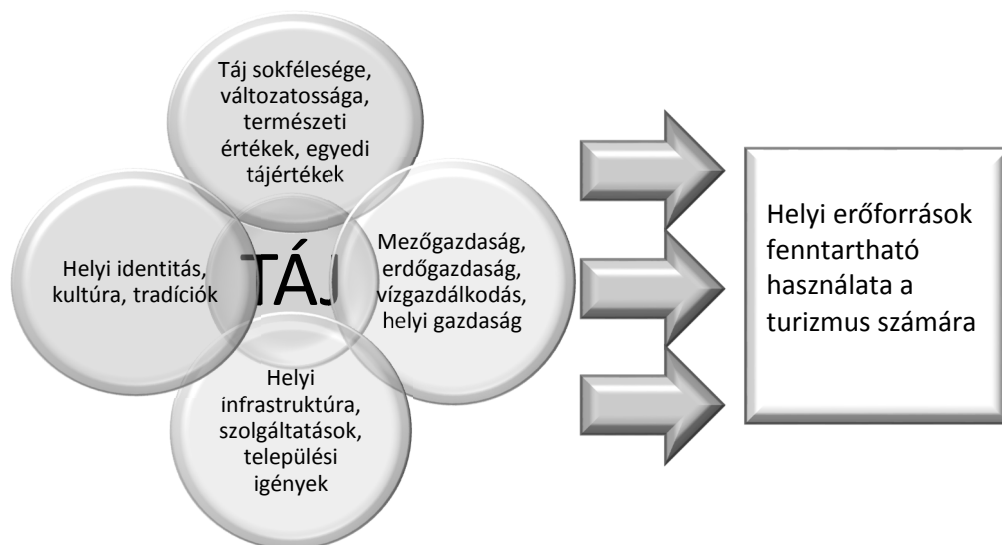 Táj sokfélesége,
változatossága,
természeti
értékek, egyedi
tájértékek
Helyi identitás,
kultúra, tradíciók
TÁJ
Mezőgazdaság,
erdőgazdaság,
vízgazdálkodás,
helyi gazdaság
Helyi
infrastruktúra,
szolgáltatások,
települési
igények
Helyi erőforrások
fenntartható
használata a
turizmus számára